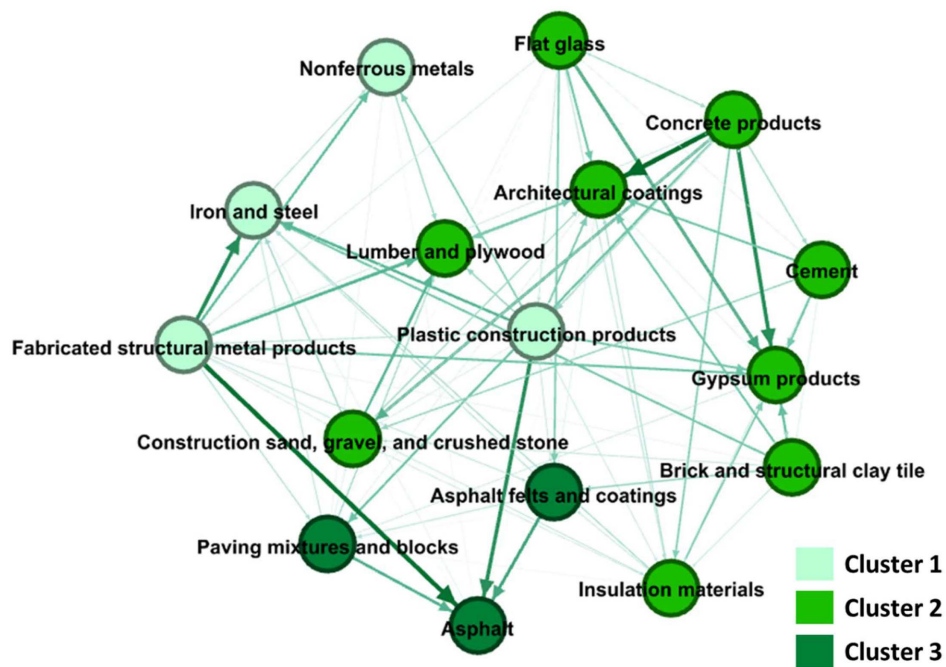 Flat glass
Nonferrous metals
Concrete products
Architectural coatings
Iron and steel
Lumber and plywood
Cement
Plastic construction products
Fabricated structural metal products
Gypsum products
Construction sand, gravel, and crushed stone
Brick and structural clay tile
Asphalt felts and coatings
Paving mixtures and blocks
Insulation materials
Asphalt
Cluster 1
Cluster 2
Cluster 3